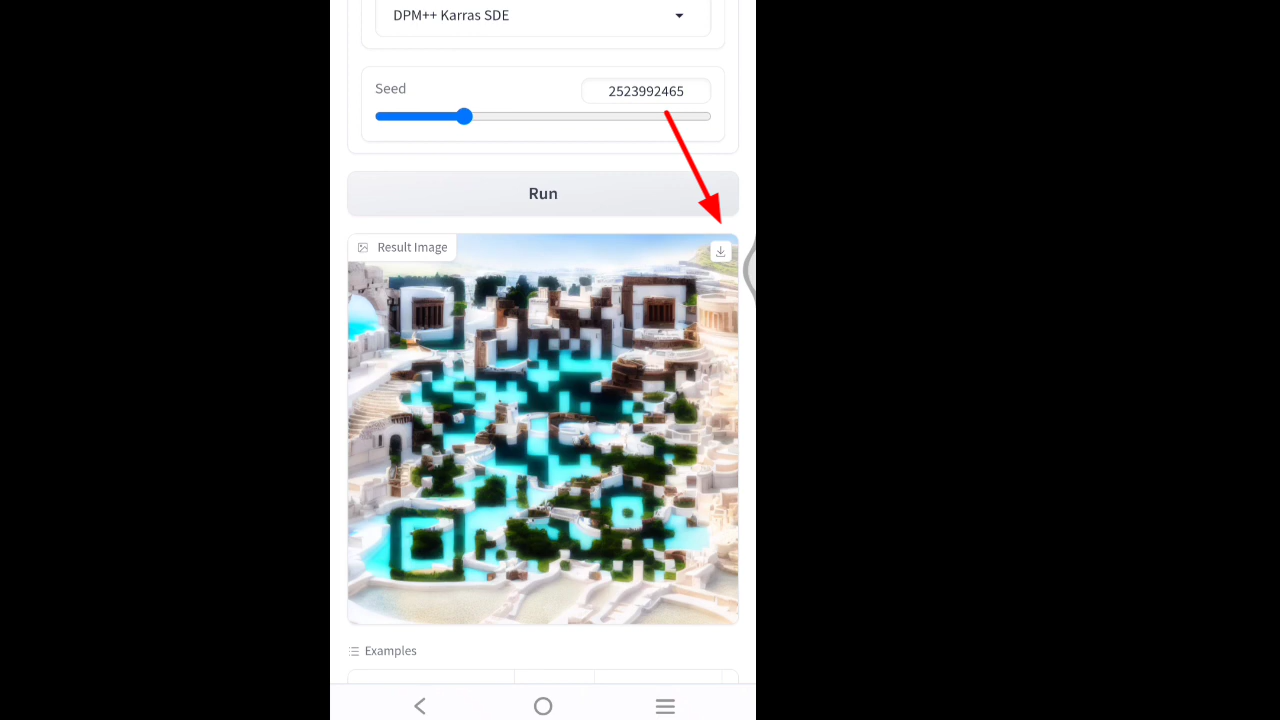 DPM++ Karras SDE
Seed
2523992465
Run
Result Image
Examples